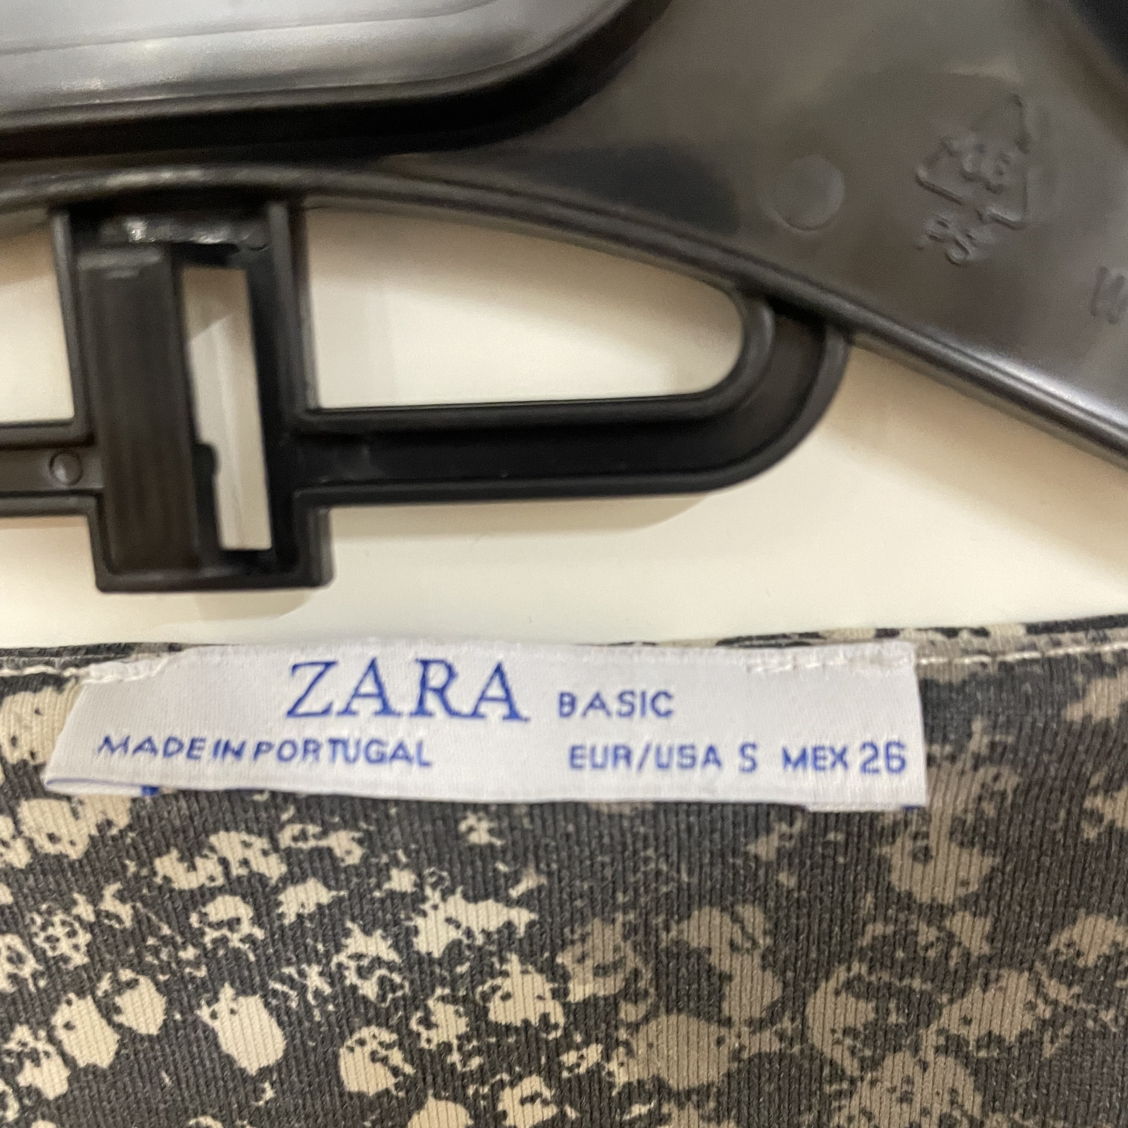 ZARA BASIC
MADE IN PORTUGAL EUR/USA S MEX 26